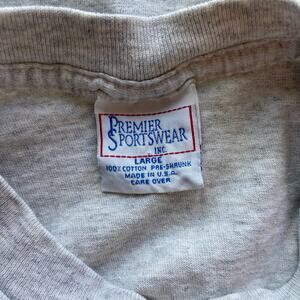 PREMIER
SPORTSWEAR
INC.
LARGE
100% COTTON PRE-SHRUNK
MADE IN U.S.A.
CARE OVER